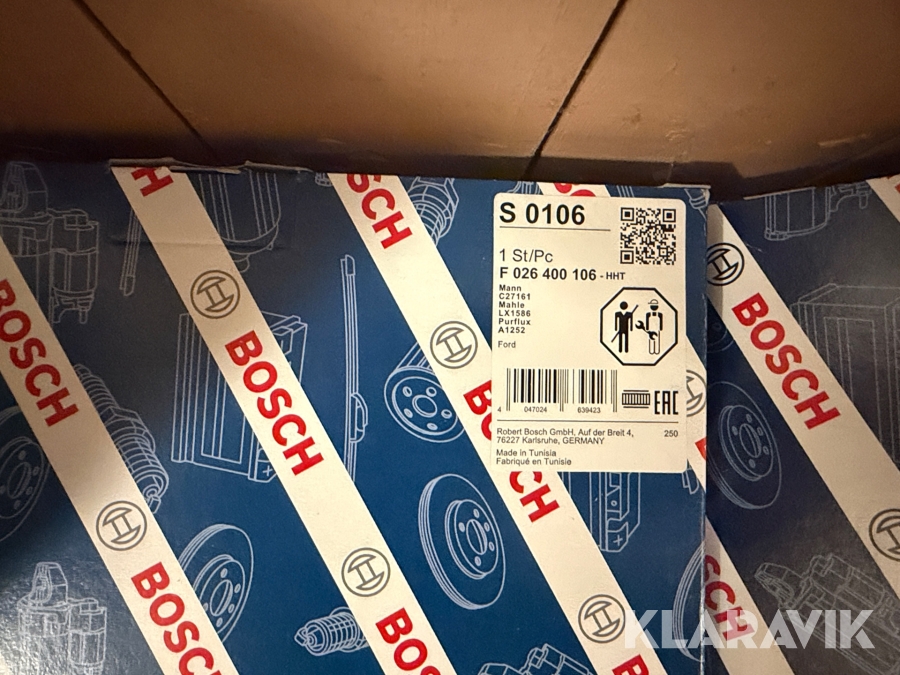 S 0106
1 St/Pc
F 026 400 106 - HHT
Mann
C27161
Mahle
LX1586
Purflux
A1252
Ford
4 047024 639423
EAC
Robert Bosch GmbH, Auf der Breit 4, 250
76227 Karlsruhe, GERMANY
Made in Tunisia
Fabriqué en Tunisie
BOSCH
BOSCH
BOSCH
BOSCH
BOSCH
KLARAVIK